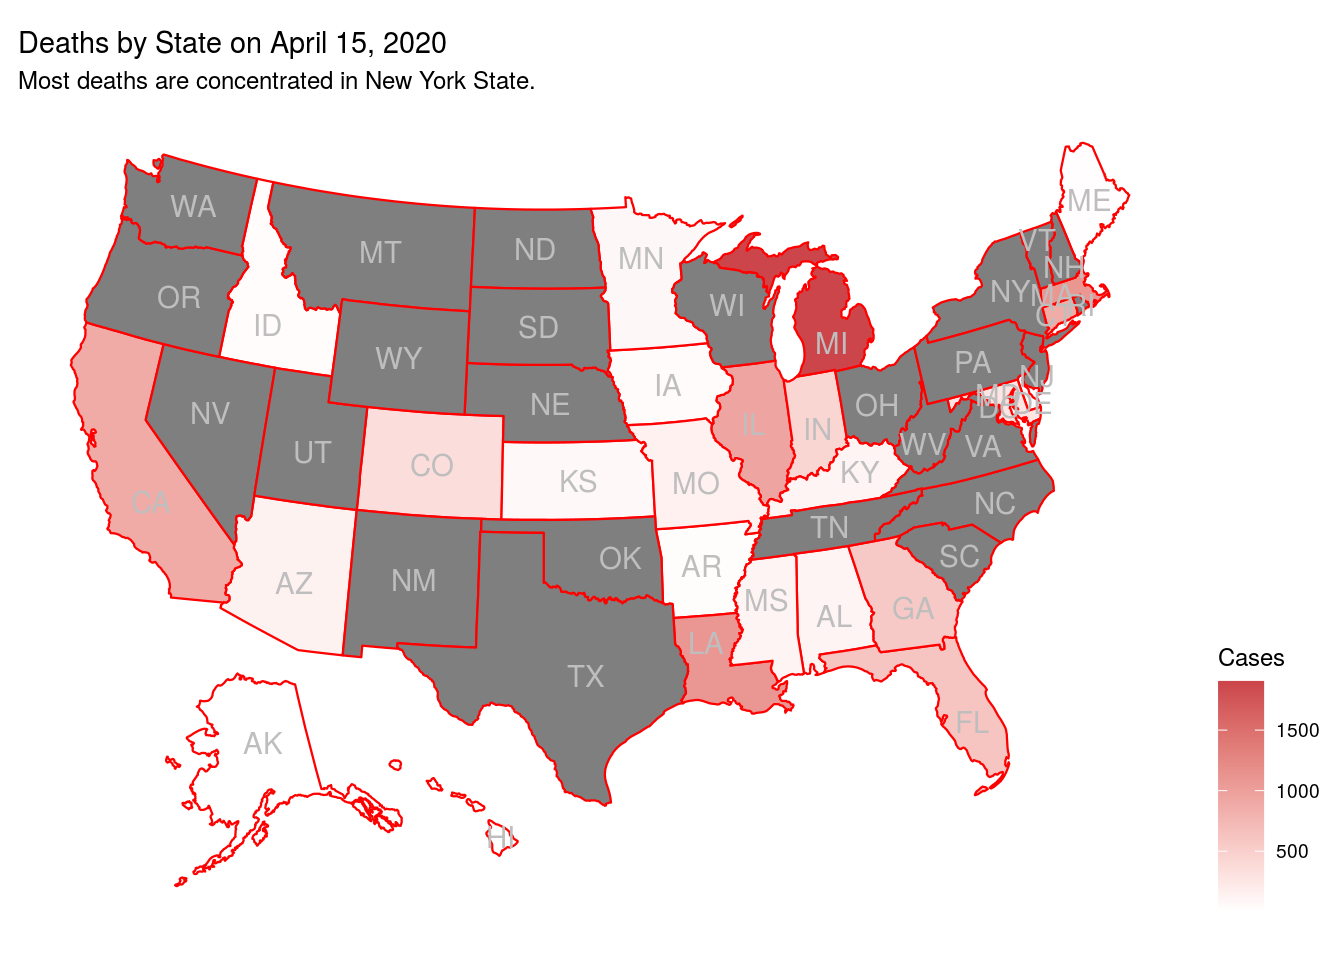 Deaths by State on April 15, 2020
Most deaths are concentrated in New York State.
ME
WA
VT
MT
ND
MN
NH
OR
NY
MA
RI
ID
SD
WI
MI
WY
PA
IA
NJ
NE
OH
MD
DE
DC
NV
IL
IN
WV
VA
UT
CO
KY
KS
MO
CA
NC
TN
SC
AZ
NM
OK
AR
MS
AL
GA
LA
TX
Cases
FL
1500
AK
1000
HI
500